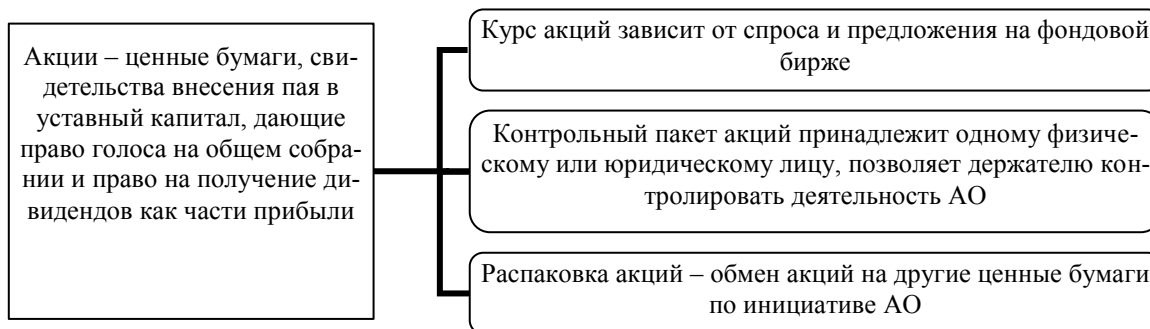 Акции – ценные бумаги, сви-
детельства внесения пая в
уставный капитал, дающие
право голоса на общем собра-
нии и право на получение ди-
видендов как части прибыли
Курс акций зависит от спроса и предложения на фондовой
бирже
Контрольный пакет акций принадлежит одному физиче-
скому или юридическому лицу, позволяет держателю кон-
тролировать деятельность АО
Распаковка акций – обмен акций на другие ценные бумаги
по инициативе АО